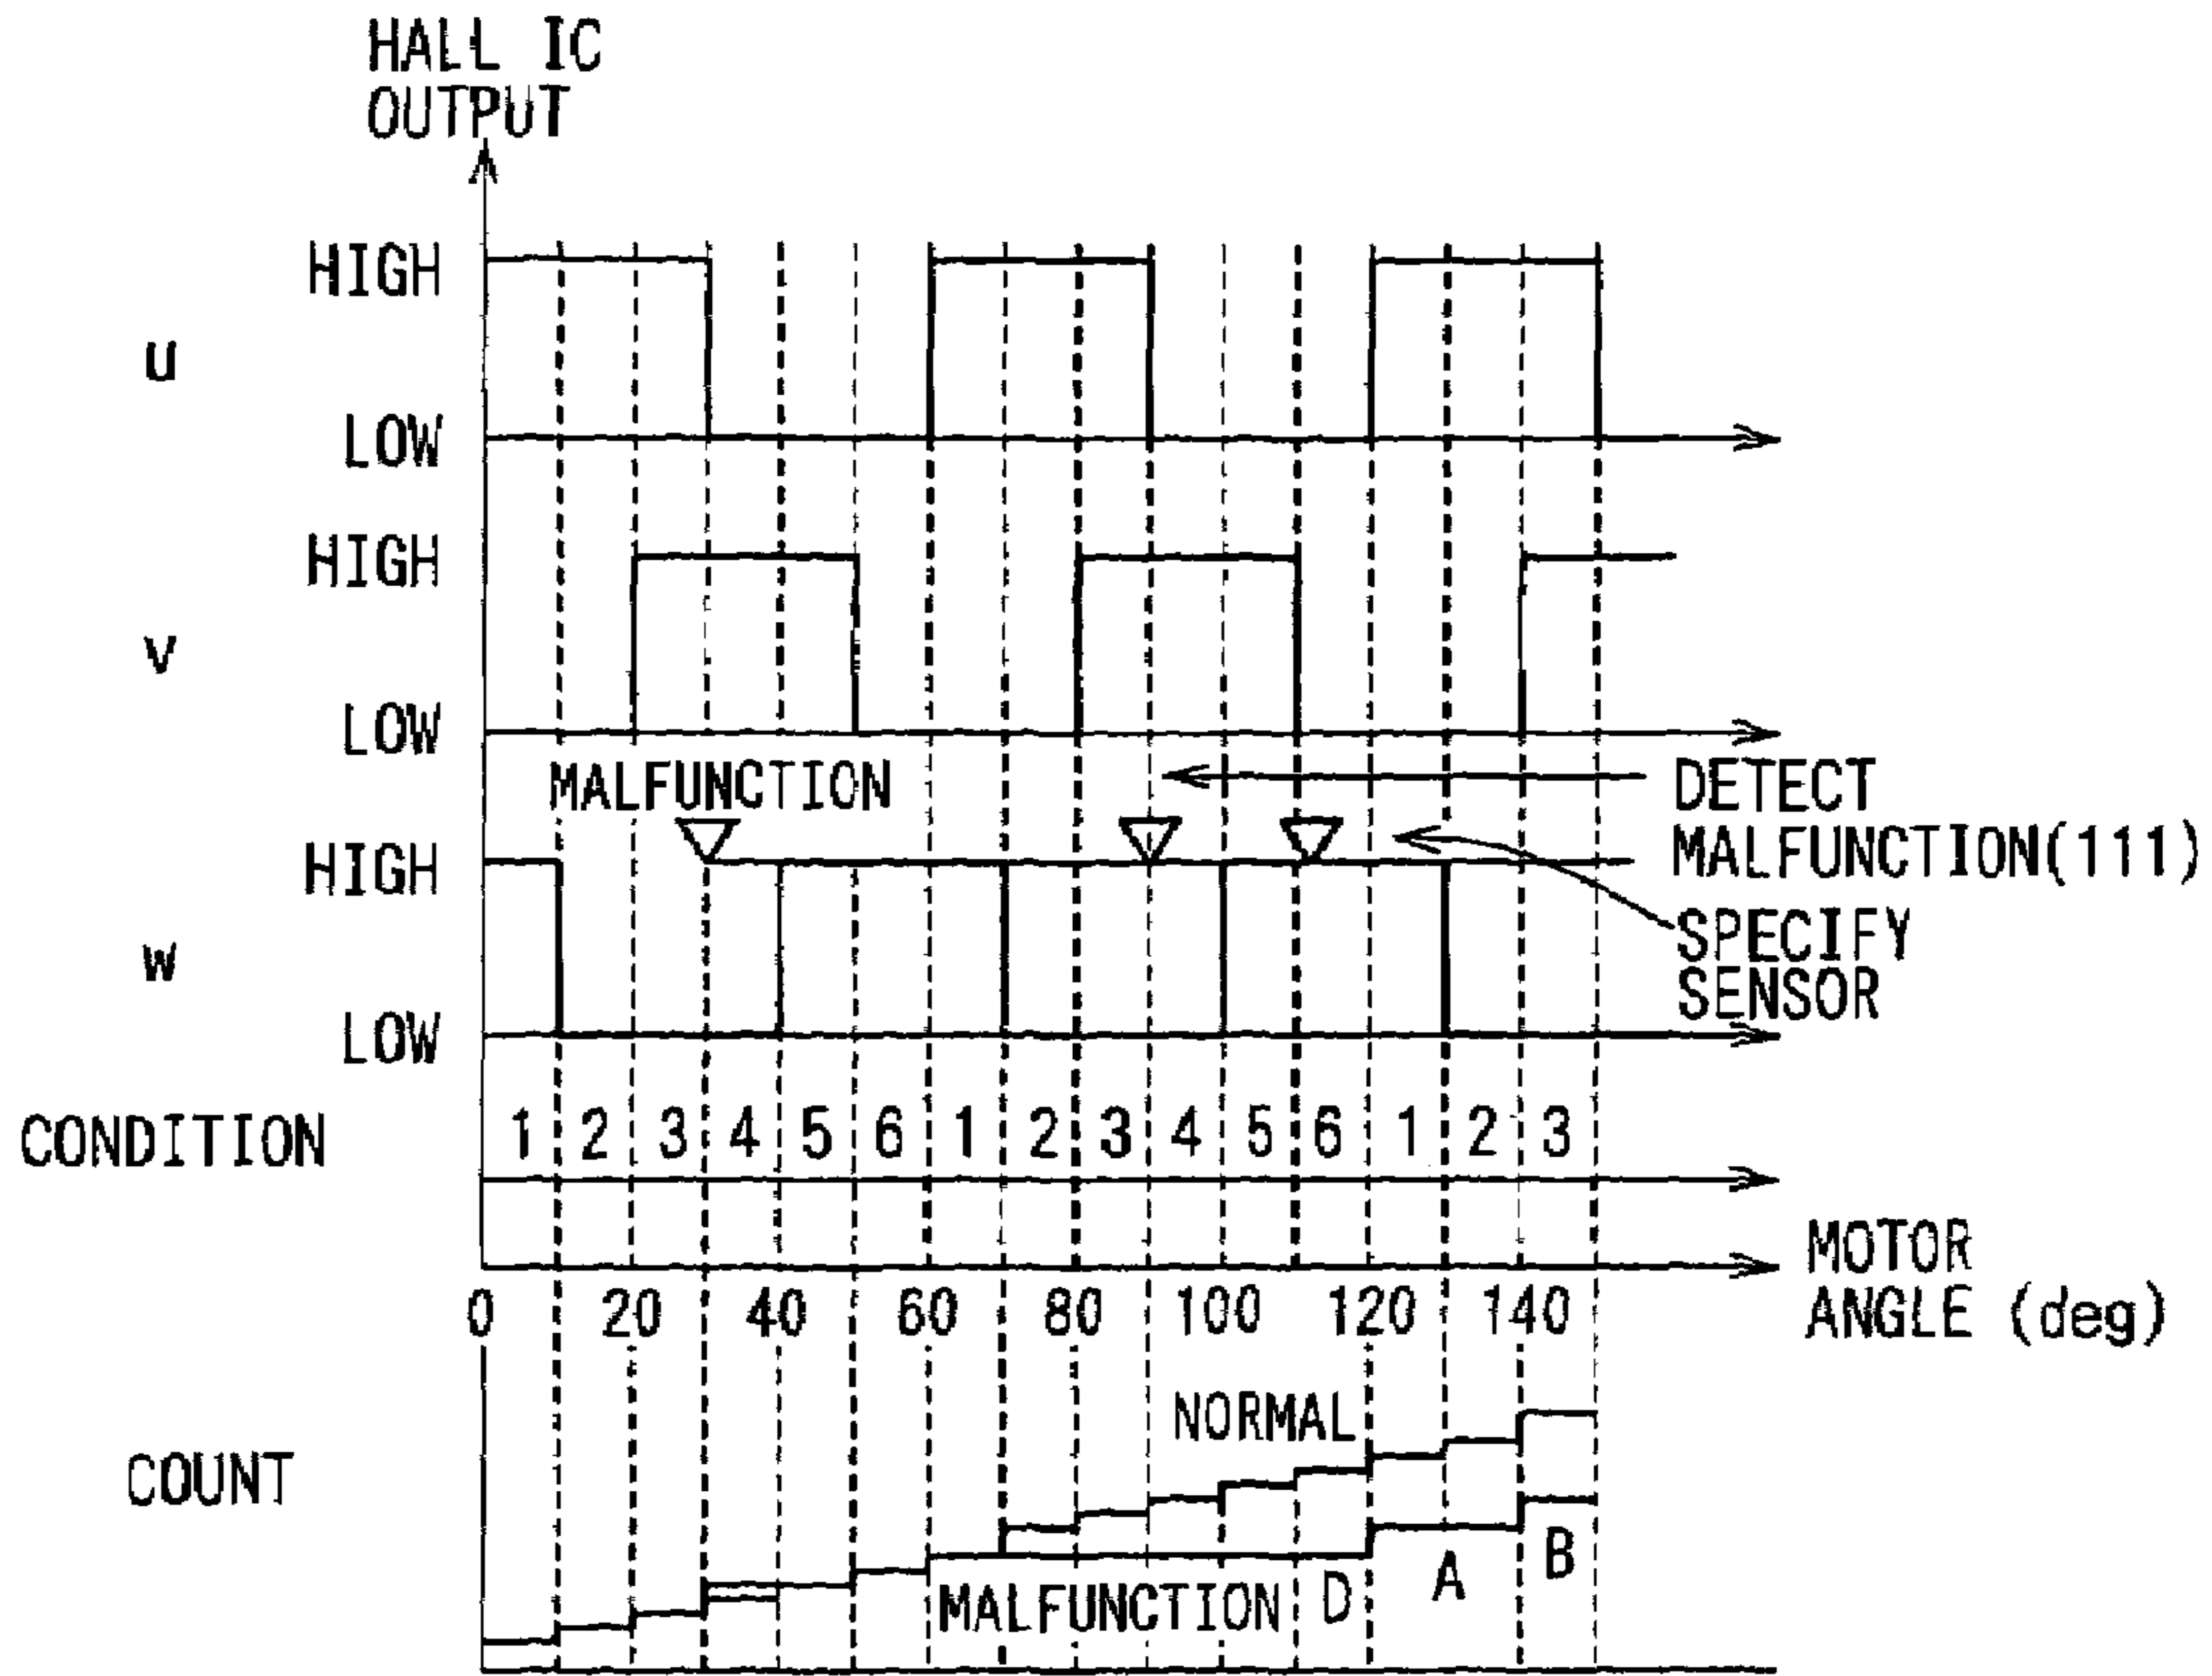 HALL IC
OUTPUT
HIGH
u
LOW
HIGH
v
LOW
MALFUNCTION
DETECT
MALFUNCTION(111)
HIGH
SPECIFY
SENSOR
w
LOW
CONDITION
1 2 3 4 5 6 1 2 3 4 5 6 1 2 3
MOTOR
ANGLE (deg)
0 20 40 60 80 100 120 140
NORMAL
COUNT
MALFUNCTION D A B